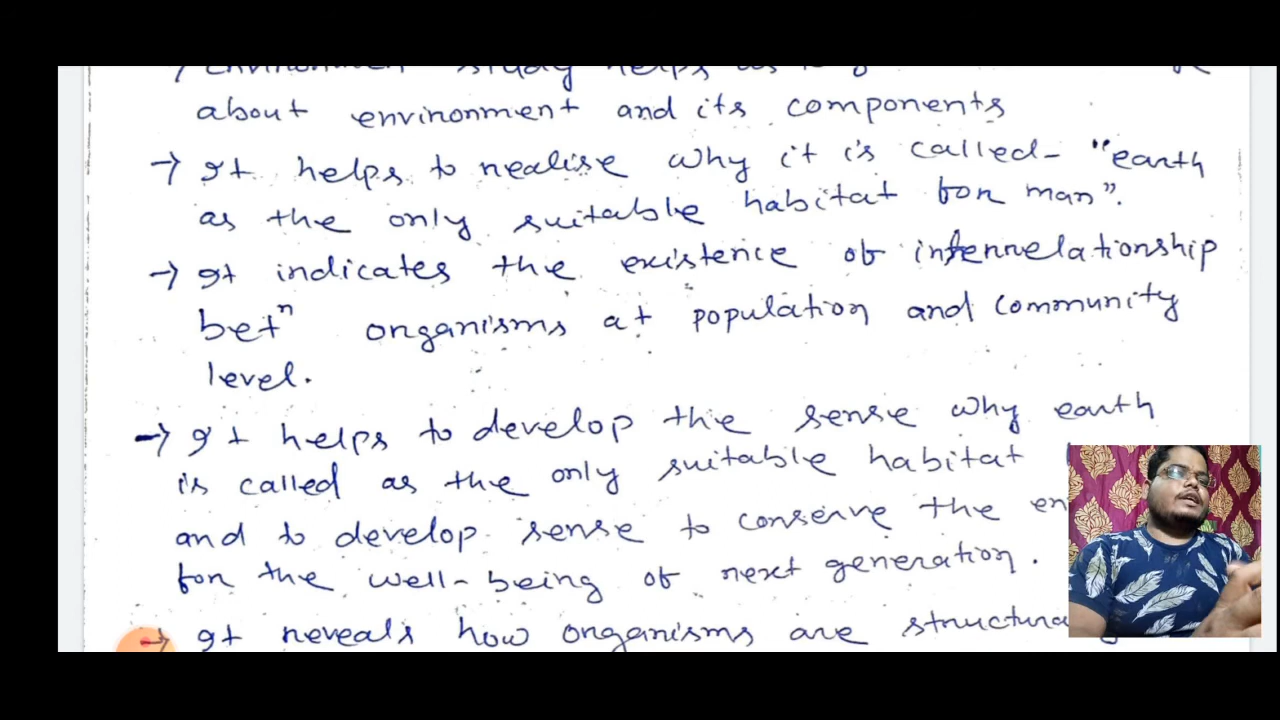 study helps
about environment and its components
→ It helps to realise why it is called- "earth
as the only suitable habitat for man".
→ It indicates the existence of interrelationship
betⁿ organisms at population and community
level.
→ It helps to develop the sense why earth
is called as the only suitable habitat
and to develop sense to conserve the en
for the well-being of next generation.
→ It reveals how organisms are